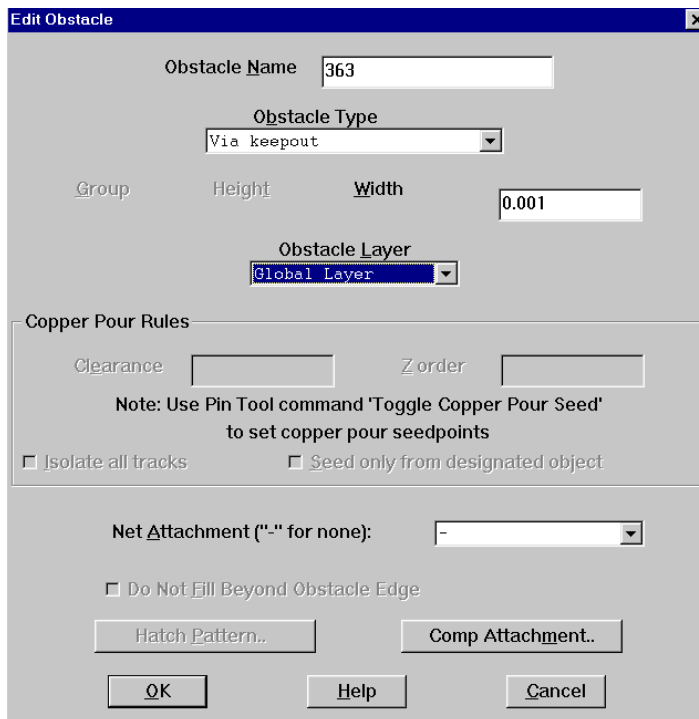 Edit Obstacle
Obstacle Name 363
Obstacle Type
Via keepout
Group Height Width 0.001
Obstacle Layer
Global Layer
Copper Pour Rules
Clearance Z order
Note: Use Pin Tool command 'Toggle Copper Pour Seed'
to set copper pour seedpoints
Isolate all tracks Seed only from designated object
Net Attachment ("-" for none): -
Do Not Fill Beyond Obstacle Edge
Hatch Pattern.. Comp Attachment..
OK Help Cancel